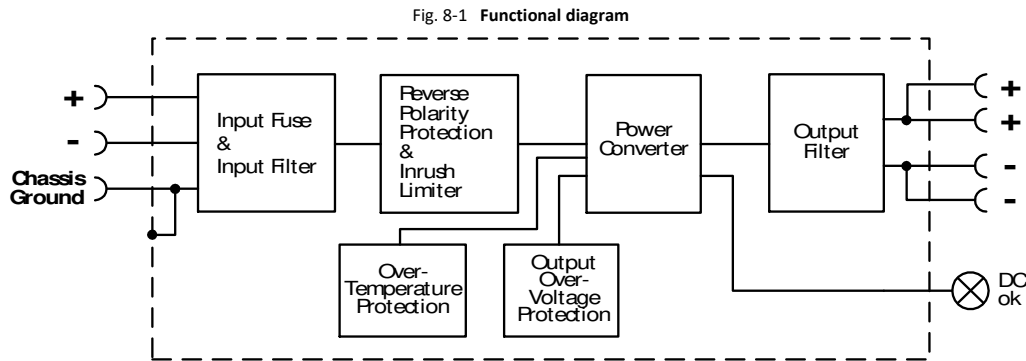 Fig. 8-1 Functional diagram
+
-
Chassis
Ground
Input Fuse
&
Input Filter
Reverse
Polarity
Protection
&
Inrush
Limiter
Power
Converter
Output
Filter
+
+
-
-
Over-
Temperature
Protection
Output
Over-
Voltage
Protection
DC
ok